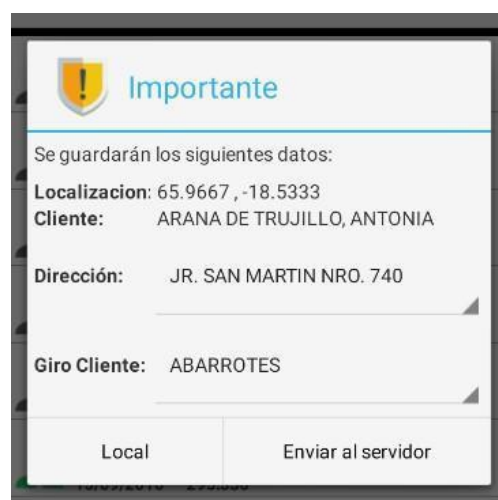 Importante
Se guardarán los siguientes datos:
Localizacion: 65.9667 , -18.5333
Cliente: ARANA DE TRUJILLO, ANTONIA
Dirección: JR. SAN MARTIN NRO. 740
Giro Cliente: ABARROTES
Local Enviar al servidor